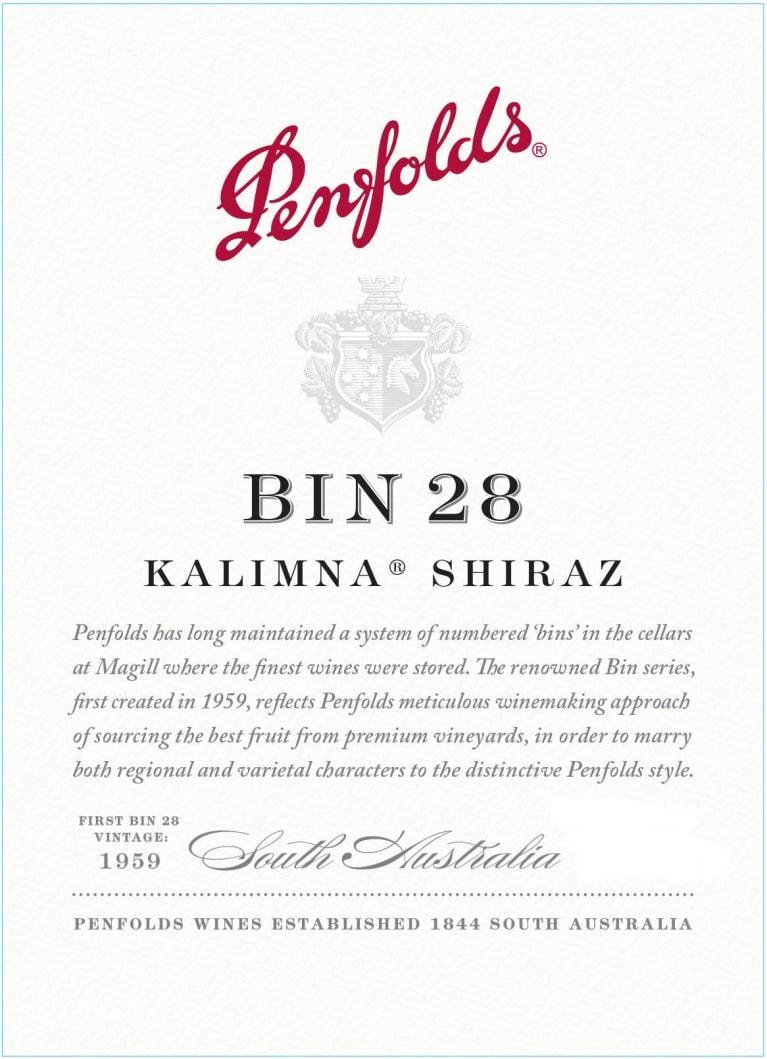 Penfolds®
BIN 28
KALIMNA® SHIRAZ
Penfolds has long maintained a system of numbered ‘bins’ in the cellars
at Magill where the finest wines were stored. The renowned Bin series,
first created in 1959, reflects Penfolds meticulous winemaking approach
of sourcing the best fruit from premium vineyards, in order to marry
both regional and varietal characters to the distinctive Penfolds style.
FIRST BIN 28
VINTAGE:
1959
South Australia
PENFOLDS WINES ESTABLISHED 1844 SOUTH AUSTRALIA